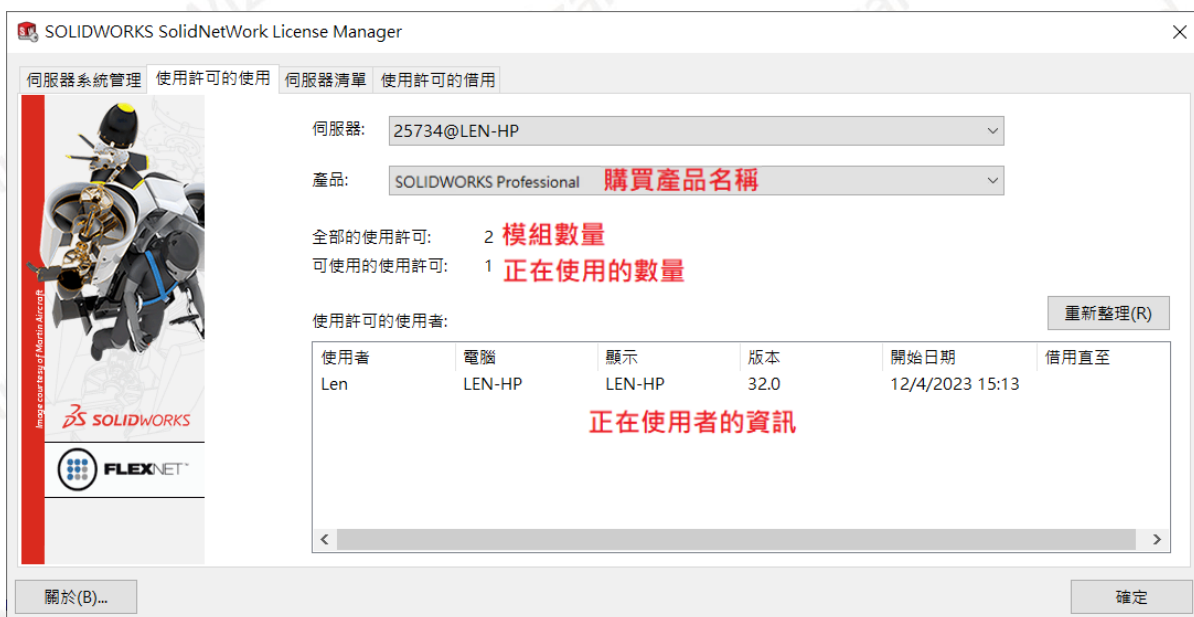 SOLIDWORKS SolidNetWork License Manager
伺服器系統管理 使用許可的使用 伺服器清單 使用許可的借用
伺服器: 25734@LEN-HP
產品: SOLIDWORKS Professional 購買產品名稱
全部的使用許可: 2 模組數量
可使用的使用許可: 1 正在使用的數量
重新整理(R)
使用許可的使用者:
使用者 電腦 顯示 版本 開始日期 借用直至
Len LEN-HP LEN-HP 32.0 12/4/2023 15:13
正在使用者的資訊
Image courtesy of Martin Aircraft
SOLIDWORKS
FLEXNET
關於(B)...
確定